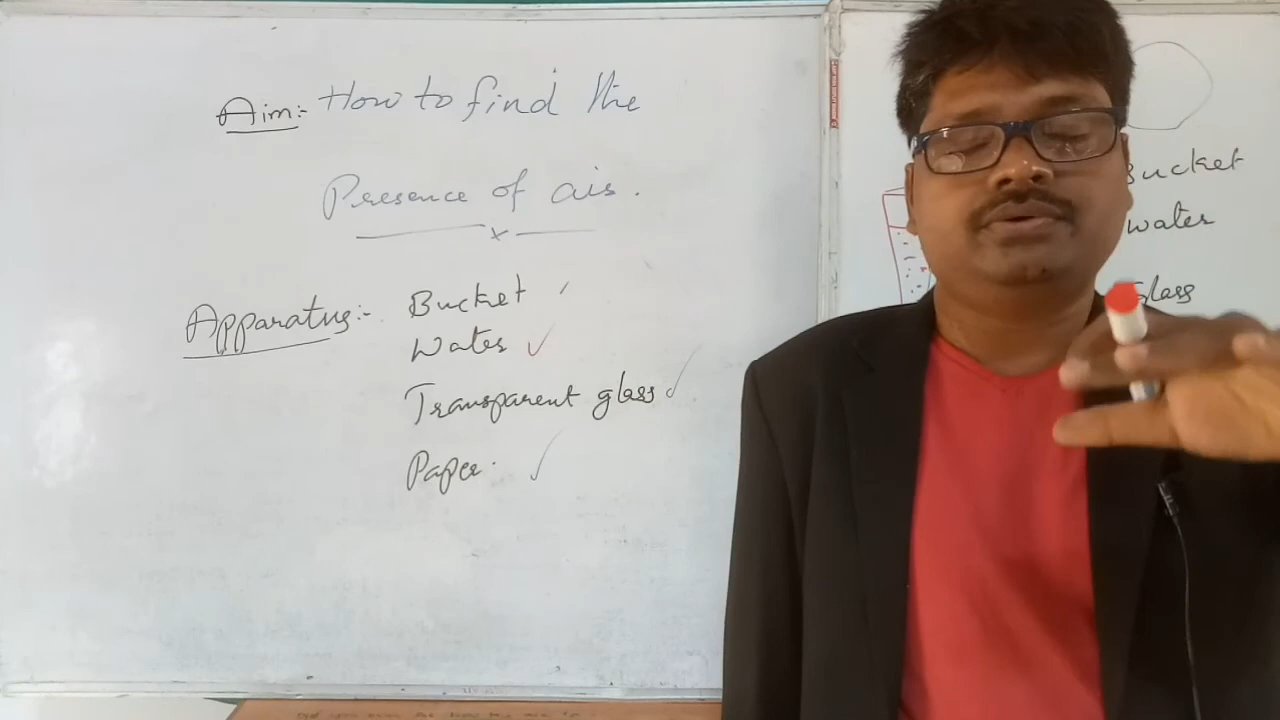 Aim:- How to find the
Presence of air.
Apparatus:- Bucket
Water
Transparent glass
Paper.
Bucket
water
Glass